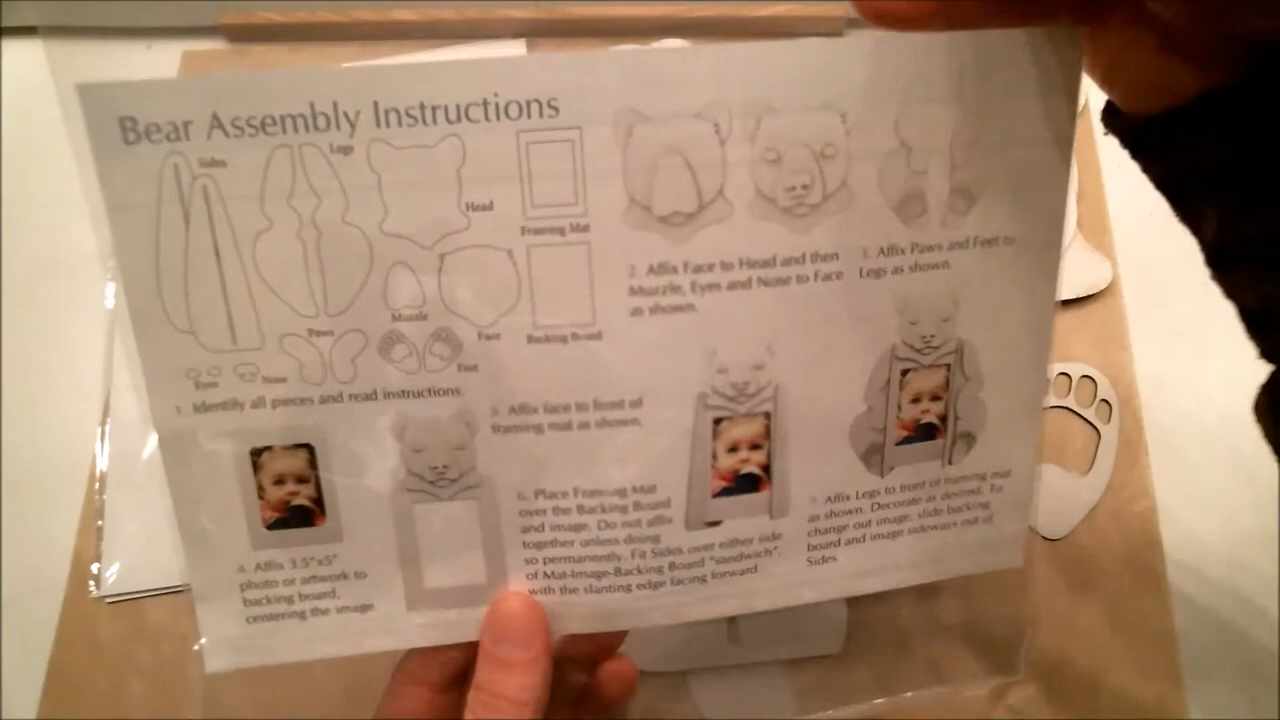 Bear Assembly Instructions
Sides
Legs
Head
Framing Mat
Muzzle
Face
Backing Board
Paws
Eyes
Nose
Feet
1. Identify all pieces and read instructions.
2. Affix Face to Head and then
Muzzle, Eyes and Nose to Face
as shown.
3. Affix Paws and Feet to
Legs as shown.
4. Affix 3.5"x5"
photo or artwork to
backing board,
centering the image.
5. Affix face to front of
framing mat as shown.
6. Place Framing Mat
over the Backing Board
and image. Do not affix
together unless doing
so permanently. Fit Sides over either side
of Mat-Image-Backing Board "sandwich".
with the slanting edge facing forward
7. Affix Legs to front of framing mat
as shown. Decorate as desired. To
change out image, slide backing
board and image sideways out of
Sides.